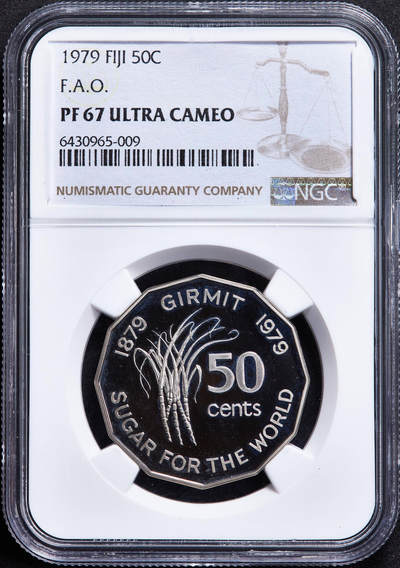 1979 FIJI 50C
F.A.O.
PF 67 ULTRA CAMEO
6430965-009
NUMISMATIC GUARANTY COMPANY
NGC
1879 GIRMIT 1979
50
cents
SUGAR FOR THE WORLD